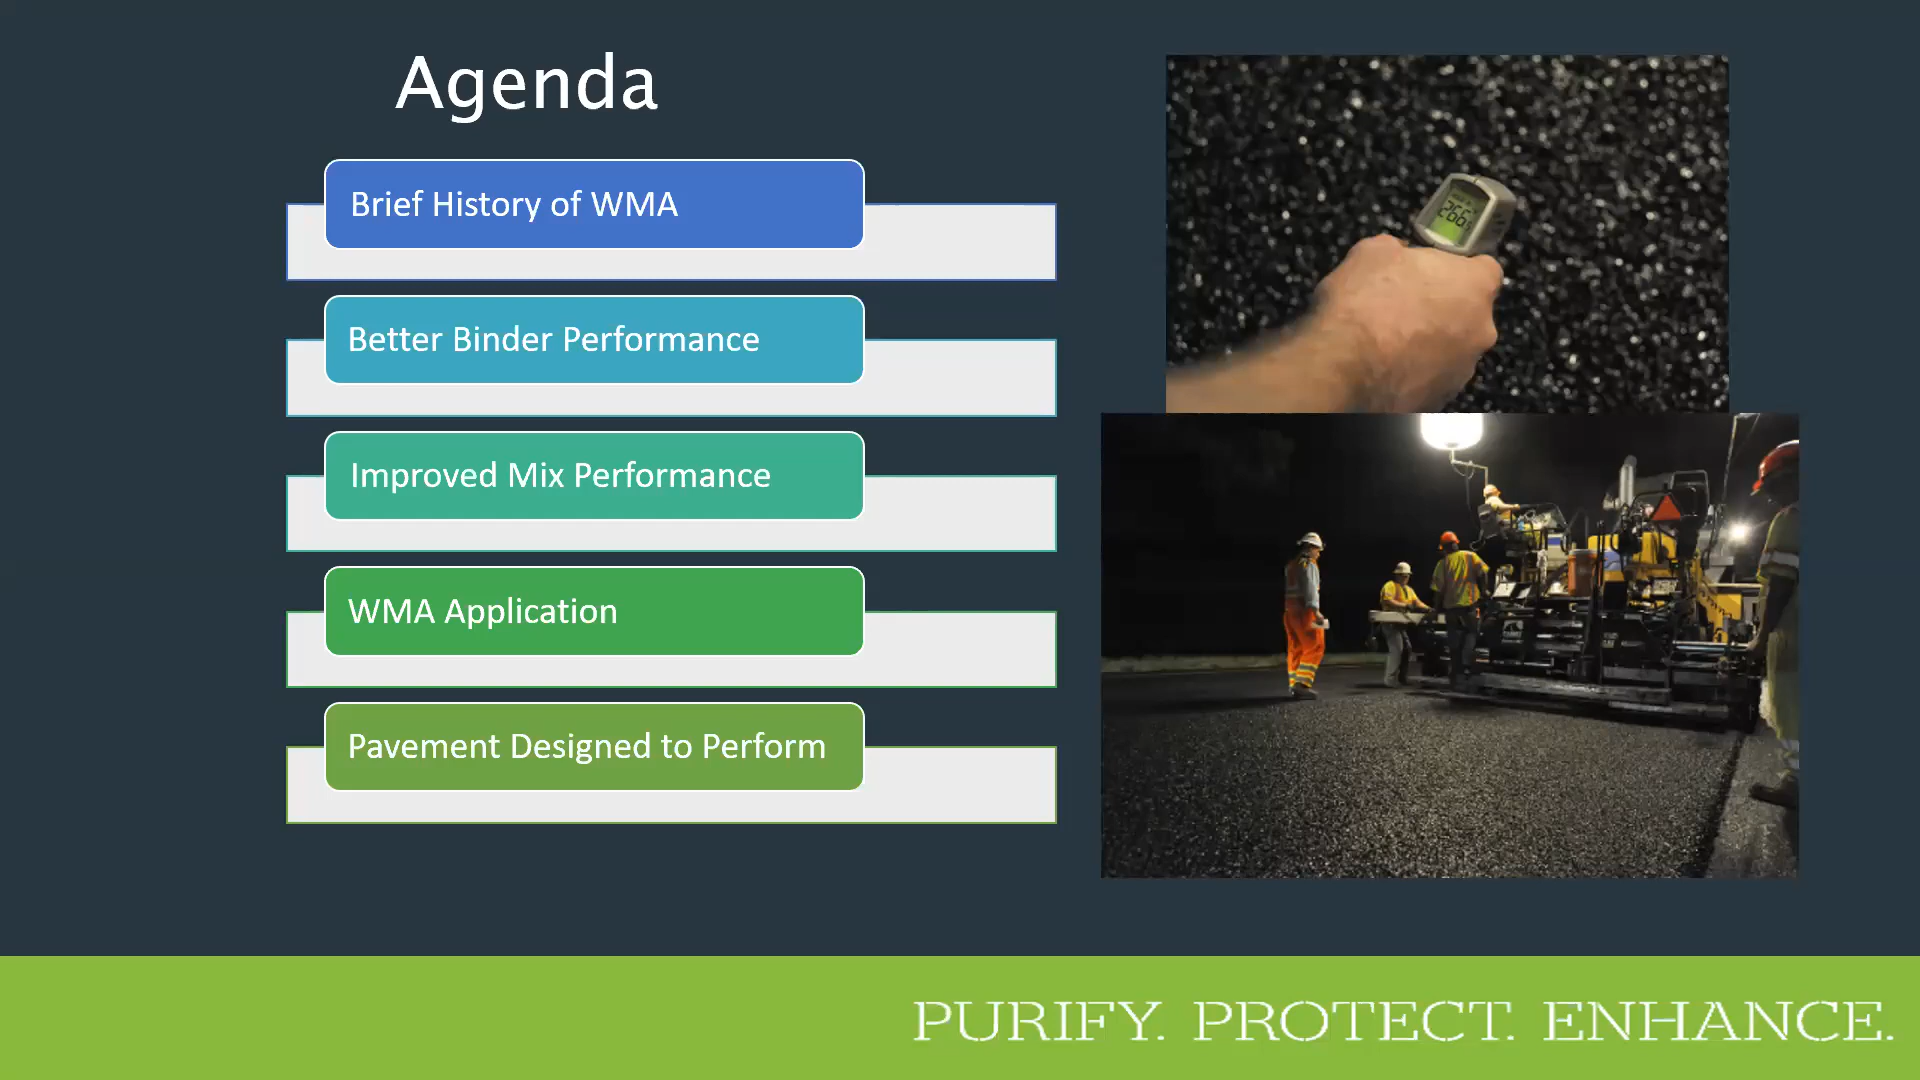 Agenda
Brief History of WMA
Better Binder Performance
Improved Mix Performance
WMA Application
Pavement Designed to Perform
266
PURIFY. PROTECT. ENHANCE.